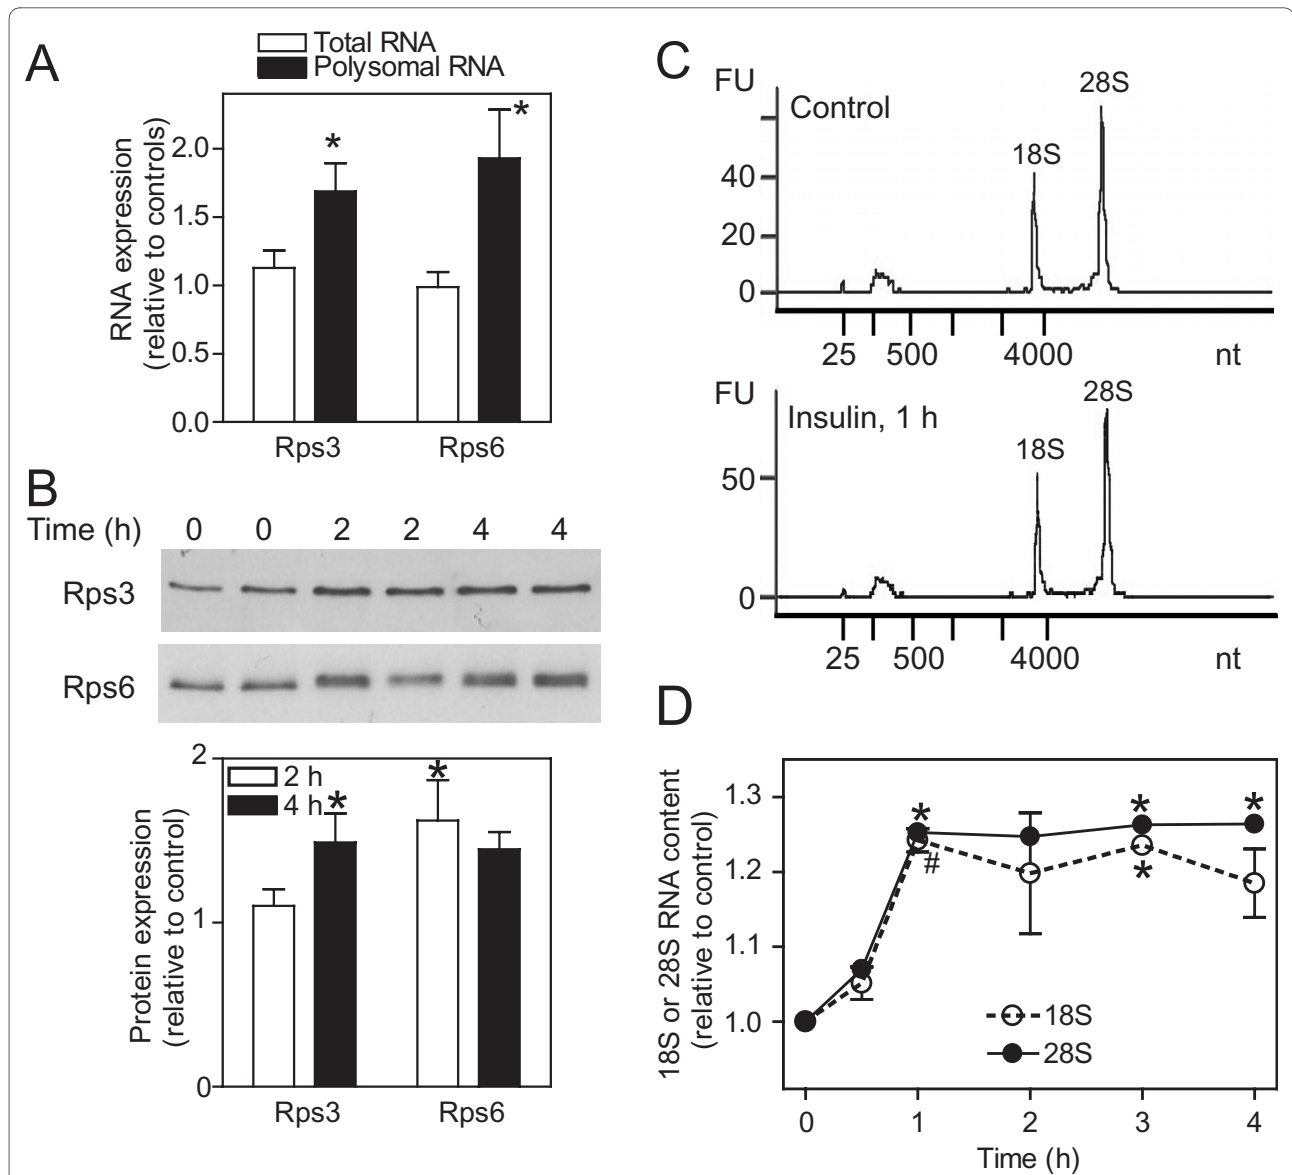 A
Total RNA
Polysomal RNA
RNA expression
(relative to controls)
2.0
1.5
1.0
0.5
0.0
*
*
Rps3 Rps6
B
Time (h) 0 0 2 2 4 4
Rps3
Rps6
Protein expression
(relative to control)
2
1
0
2 h
4 h
*
*
Rps3 Rps6
C
FU
Control
18S
28S
40
20
0
25 500 4000 nt
FU
Insulin, 1 h
18S
28S
50
0
25 500 4000 nt
D
18S or 28S RNA content
(relative to control)
1.3
1.2
1.1
1.0
*
#
*
*
*
18S
28S
0 1 2 3 4
Time (h)